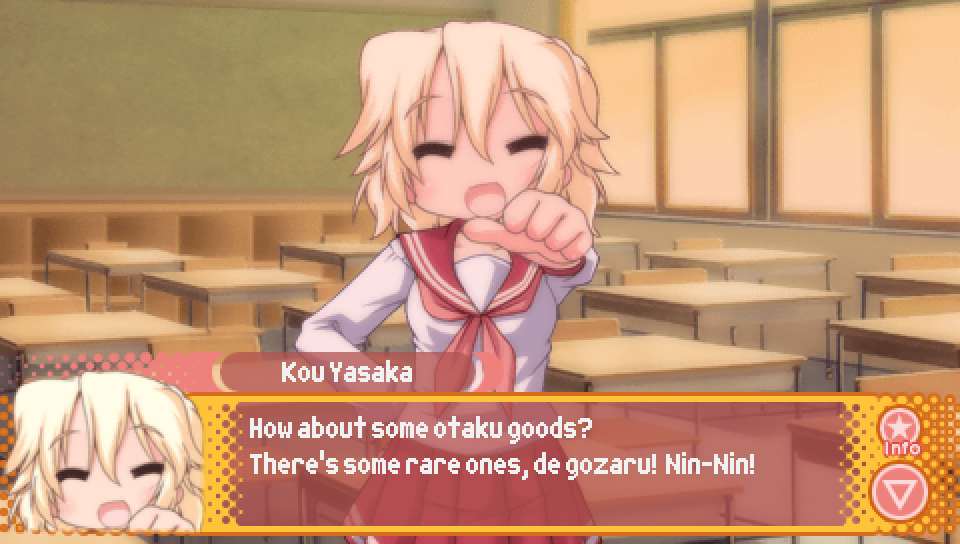 Kou Yasaka
How about some otaku goods?
There's some rare ones, de gozaru! Nin-Nin!
Info